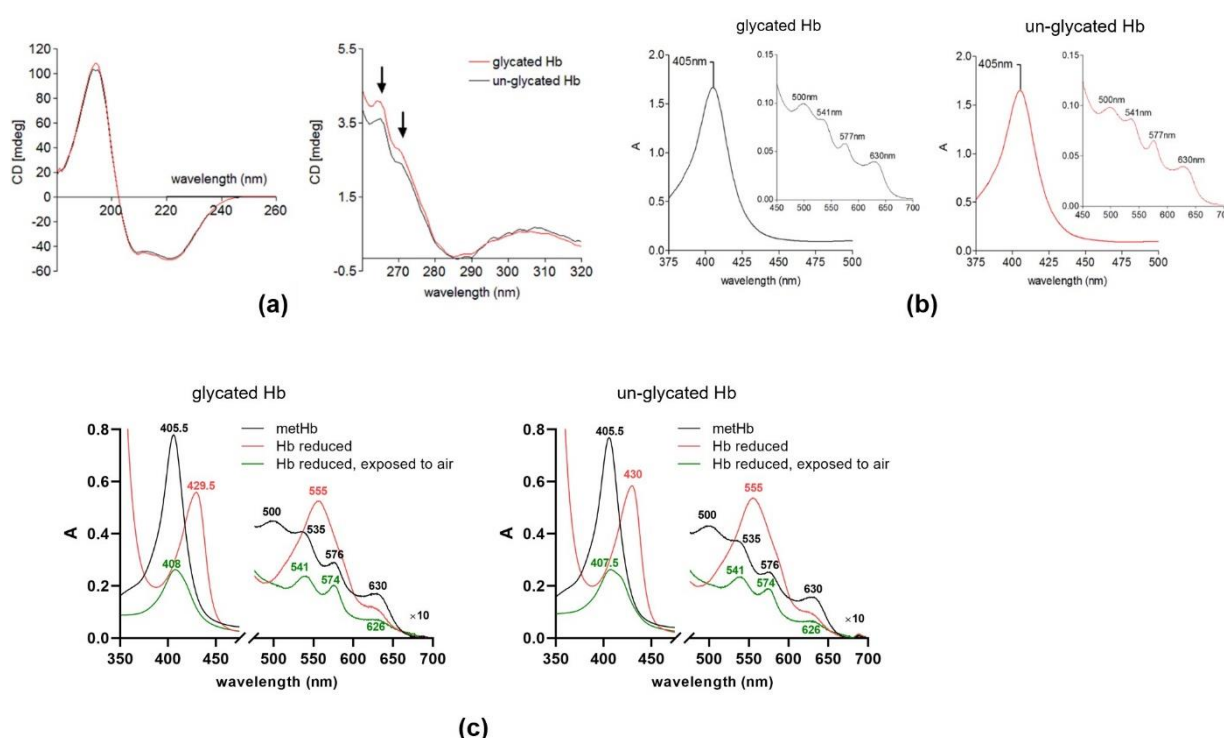 CD [mdeg]
120
100
80
60
40
20
0
-20
-40
-60
wavelength (nm)
200
220
240
260
CD [mdeg]
5.5
3.5
1.5
-0.5
glycated Hb
un-glycated Hb
270
280
290
300
310
320
wavelength (nm)
(a)
glycated Hb
A
2.0
1.5
1.0
0.5
0.0
405nm
0.15
0.10
0.05
0.00
500nm
541nm
577nm
630nm
450 500 550 600 650 700
375 400 425 450 475 500
wavelength (nm)
un-glycated Hb
A
2.0
1.5
1.0
0.5
0.0
405nm
0.15
0.10
0.05
0.00
500nm
541nm
577nm
630nm
450 500 550 600 650 700
375 400 425 450 475 500
wavelength (nm)
(b)
glycated Hb
A
0.8
0.6
0.4
0.2
0.0
metHb
Hb reduced
Hb reduced, exposed to air
405.5
429.5
408
500
535
555
576
630
541
574
626
×10
350 400 450 500 550 600 650 700
wavelength (nm)
un-glycated Hb
A
0.8
0.6
0.4
0.2
0.0
metHb
Hb reduced
Hb reduced, exposed to air
405.5
430
407.5
500
535
555
576
630
541
574
626
×10
350 400 450 500 550 600 650 700
wavelength (nm)
(c)